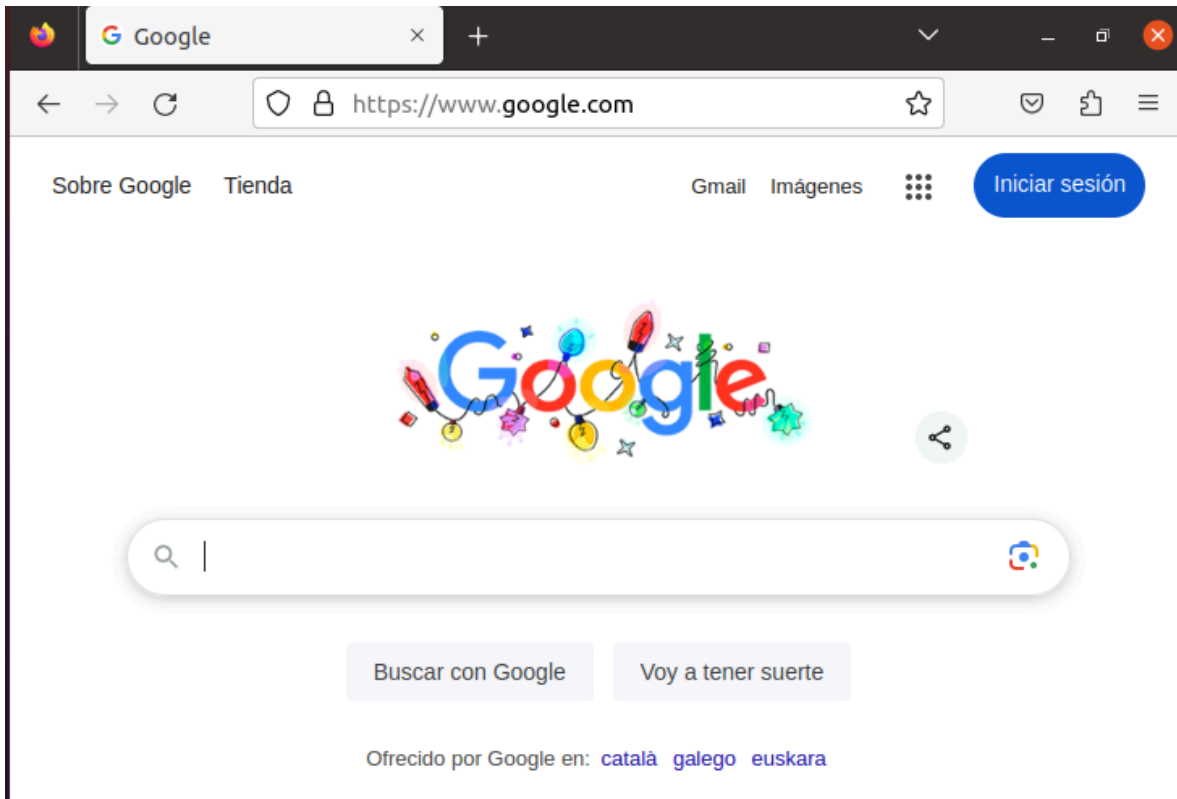 Google
https://www.google.com
Sobre Google Tienda Gmail Imágenes Iniciar sesión
Google
Buscar con Google Voy a tener suerte
Ofrecido por Google en: català galego euskara